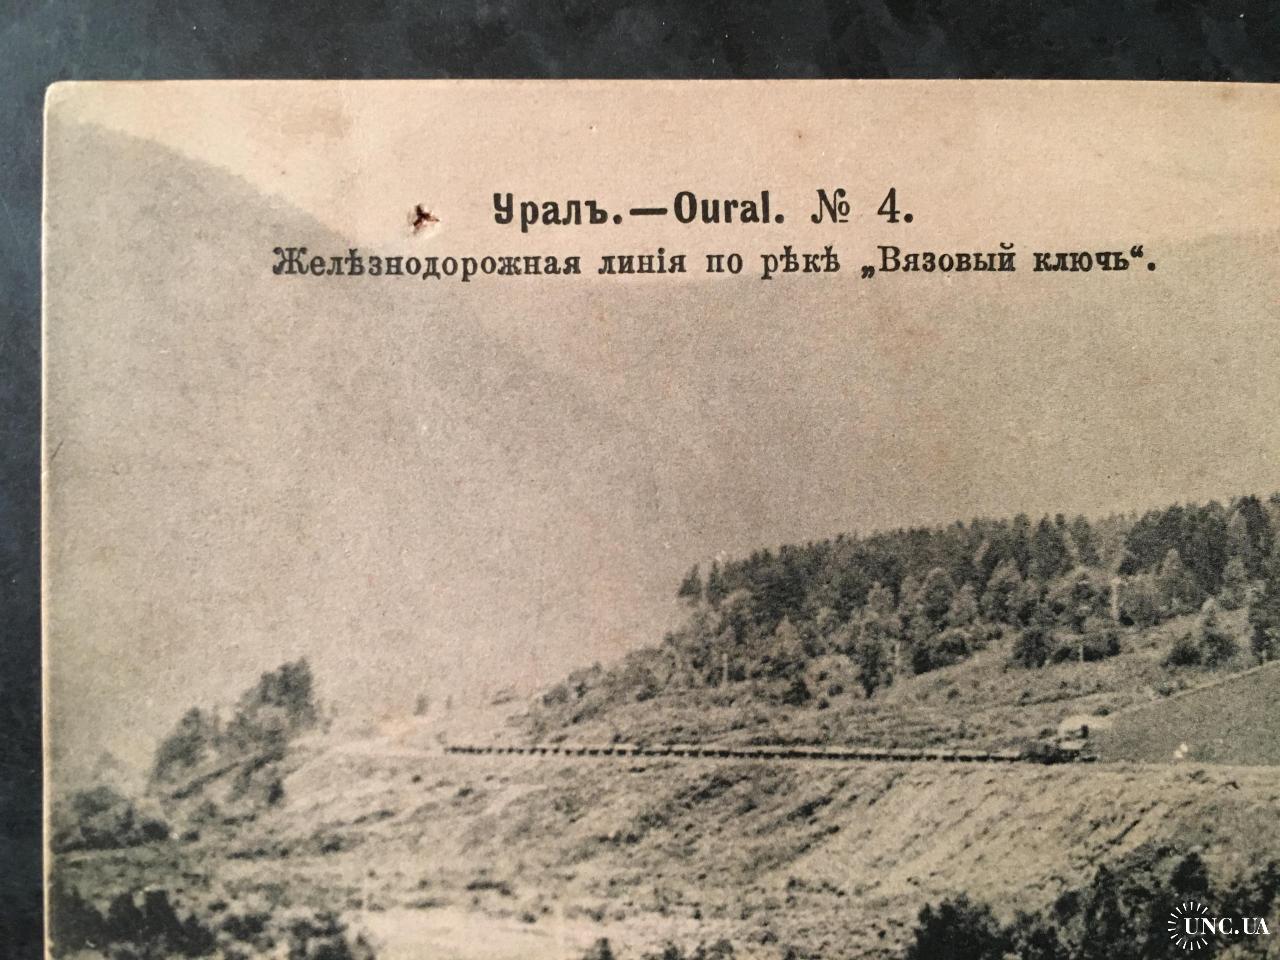 Уралъ.—Oural. № 4.
Желѣзнодорожная линія по рѣкѣ „Вязовый ключь“.
UNC.UA